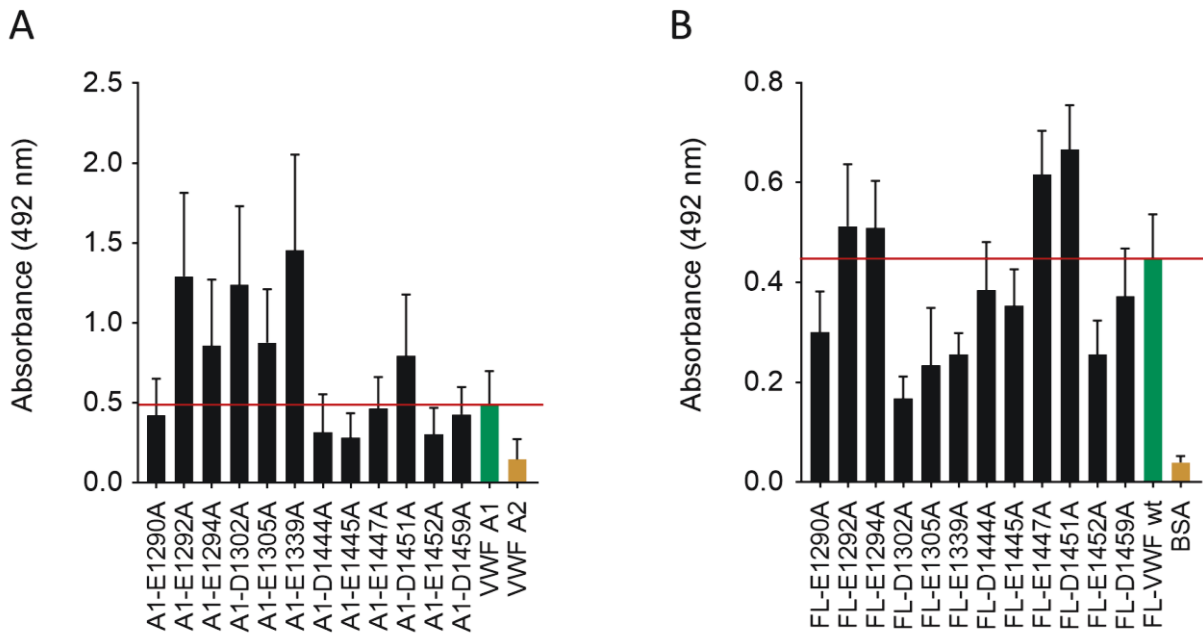 A
B
Absorbance (492 nm)
2.5
2.0
1.5
1.0
0.5
0.0
A1-E1290A
A1-E1292A
A1-E1294A
A1-D1302A
A1-E1305A
A1-E1339A
A1-D1444A
A1-E1445A
A1-E1447A
A1-D1451A
A1-E1452A
A1-D1459A
VWF A1
VWF A2
Absorbance (492 nm)
0.8
0.6
0.4
0.2
0.0
FL-E1290A
FL-E1292A
FL-E1294A
FL-D1302A
FL-E1305A
FL-E1339A
FL-D1444A
FL-E1445A
FL-E1447A
FL-D1451A
FL-E1452A
FL-D1459A
FL-VWF wt
BSA